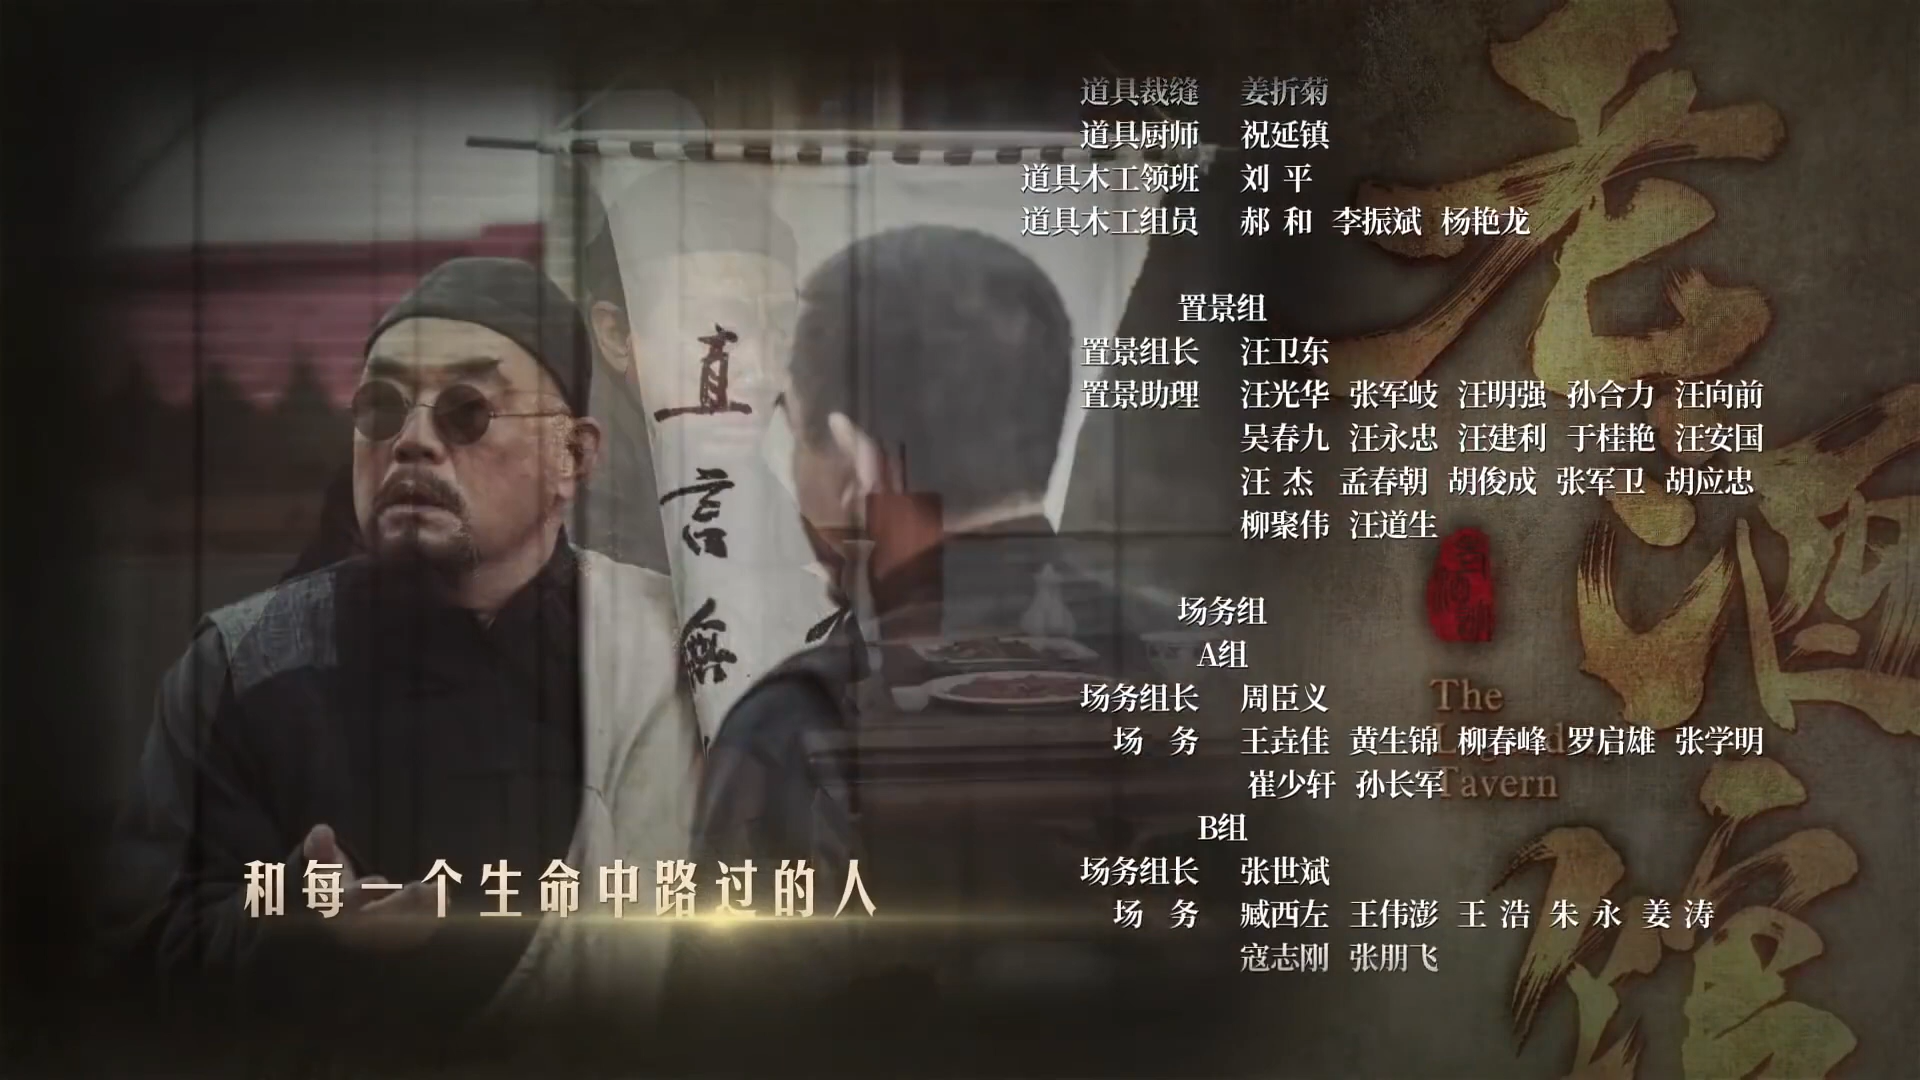 道具裁缝 姜折菊
道具厨师 祝延镇
道具木工领班 刘 平
道具木工组员 郝 和 李振斌 杨艳龙
置景组
置景组长 汪卫东
置景助理 汪光华 张军岐 汪明强 孙合力 汪向前
吴春九 汪永忠 汪建利 于桂艳 汪安国
汪 杰 孟春朝 胡俊成 张军卫 胡应忠
柳聚伟 汪道生
场务组
A组
场务组长 周臣义
场 务 王垚佳 黄生锦 柳春峰 罗启雄 张学明
崔少轩 孙长军
B组
场务组长 张世斌
场 务 臧西左 王伟澎 王 浩 朱 永 姜 涛
寇志刚 张朋飞
和每一个生命中路过的人
直言無
老酒馆
The
Legendary
Tavern